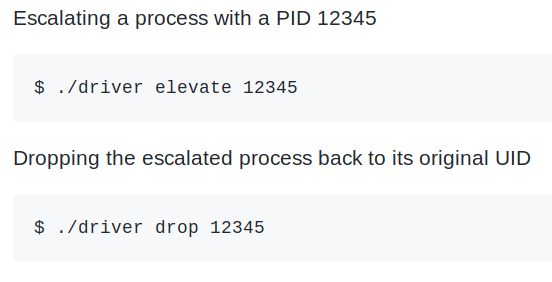 Escalating a process with a PID 12345
$ ./driver elevate 12345
Dropping the escalated process back to its original UID
$ ./driver drop 12345